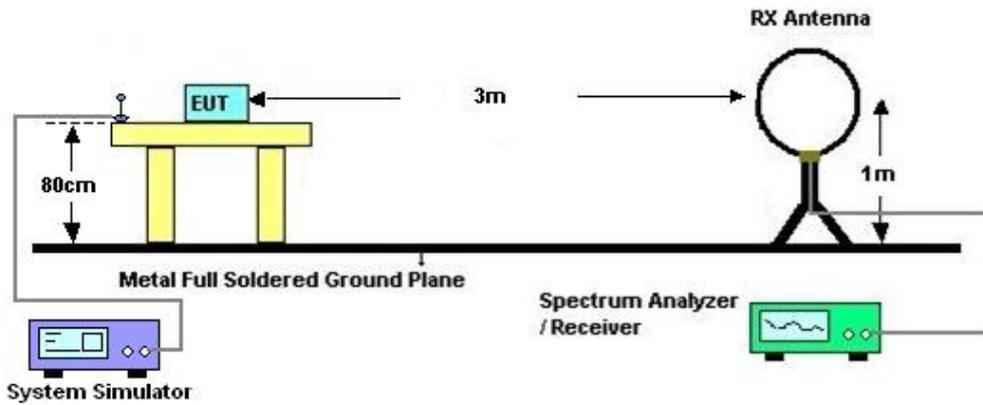 RX Antenna
EUT
3m
80cm
1m
Metal Full Soldered Ground Plane
Spectrum Analyzer
/ Receiver
System Simulator